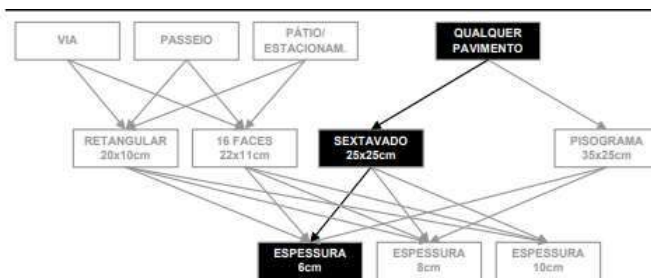 VIA
PASSEIO
PÁTIO/
ESTACIONAM.
QUALQUER
PAVIMENTO
RETANGULAR
20x10cm
16 FACES
22x11cm
SEXTAVADO
25x25cm
PISOGRAMA
35x25cm
ESPESSURA
6cm
ESPESSURA
8cm
ESPESSURA
10cm